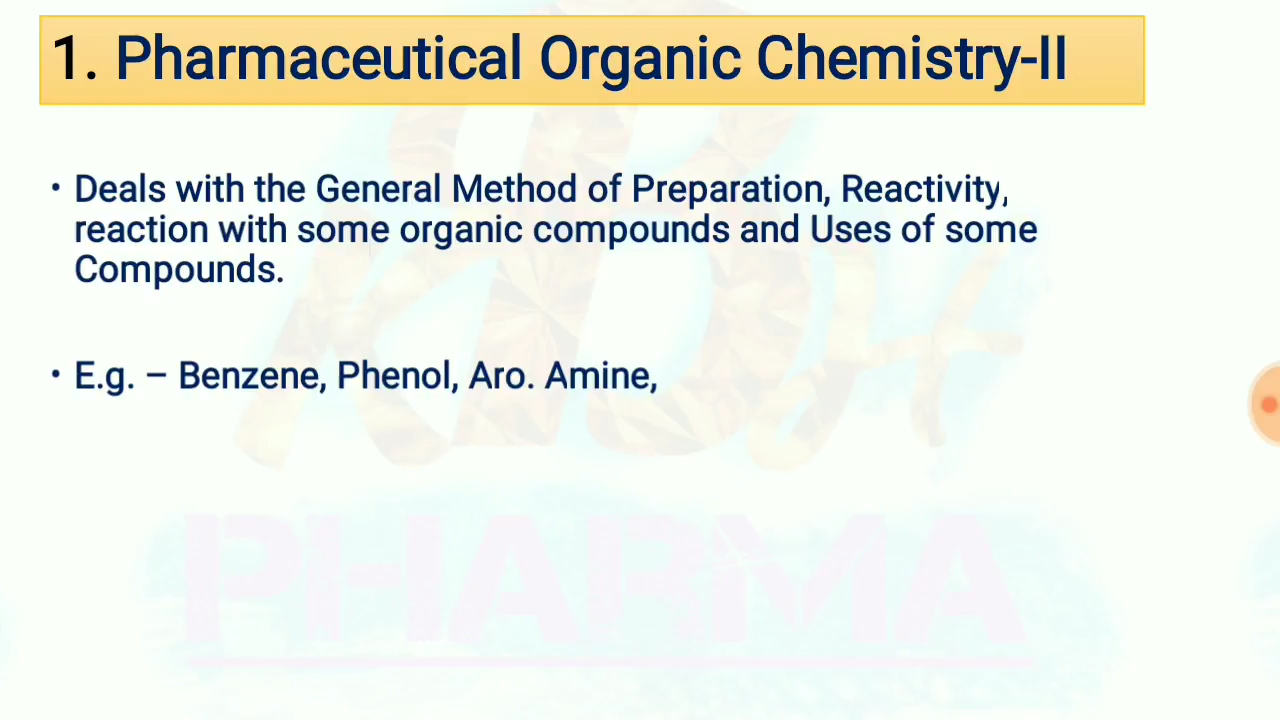 1. Pharmaceutical Organic Chemistry-II
• Deals with the General Method of Preparation, Reactivity,
reaction with some organic compounds and Uses of some
Compounds.
• E.g. – Benzene, Phenol, Aro. Amine,
PHARMA